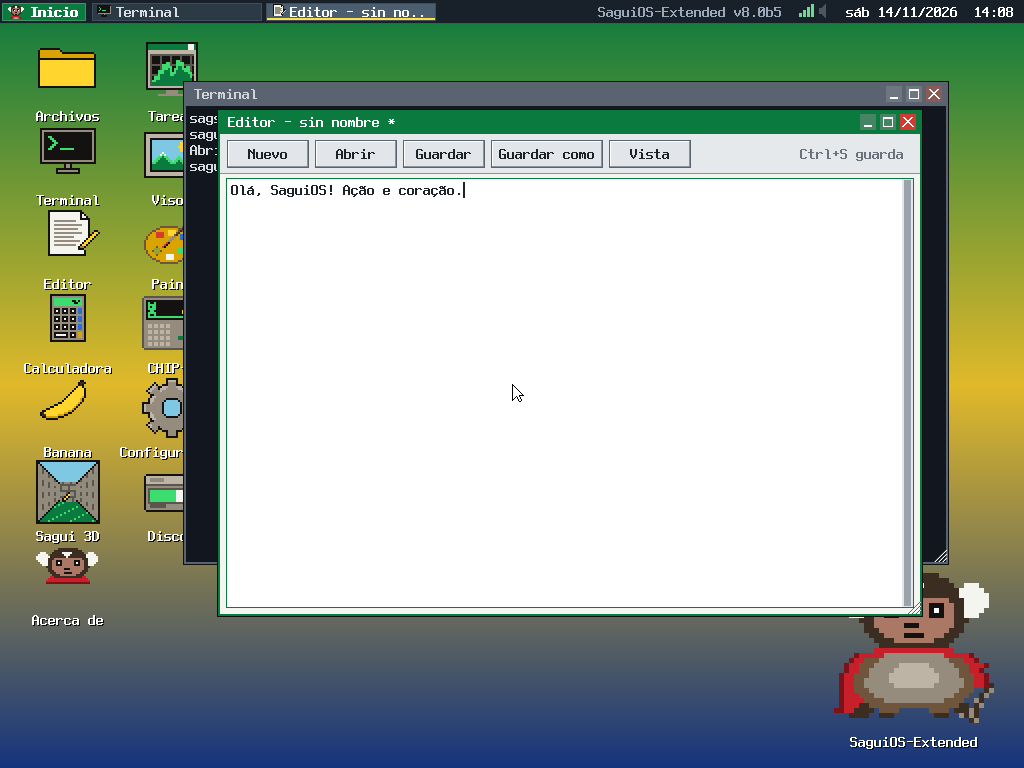 Inicio
Terminal
Editor - sin no..
SaguiOS-Extended v8.0b5
sáb 14/11/2026
14:08
Archivos
Terminal
Editor
Calculadora
Banana
Sagui 3D
Acerca de
Terminal
Editor - sin nombre *
Nuevo
Abrir
Guardar
Guardar como
Vista
Ctrl+S guarda
Olá, SaguiOS! Ação e coração.
SaguiOS-Extended